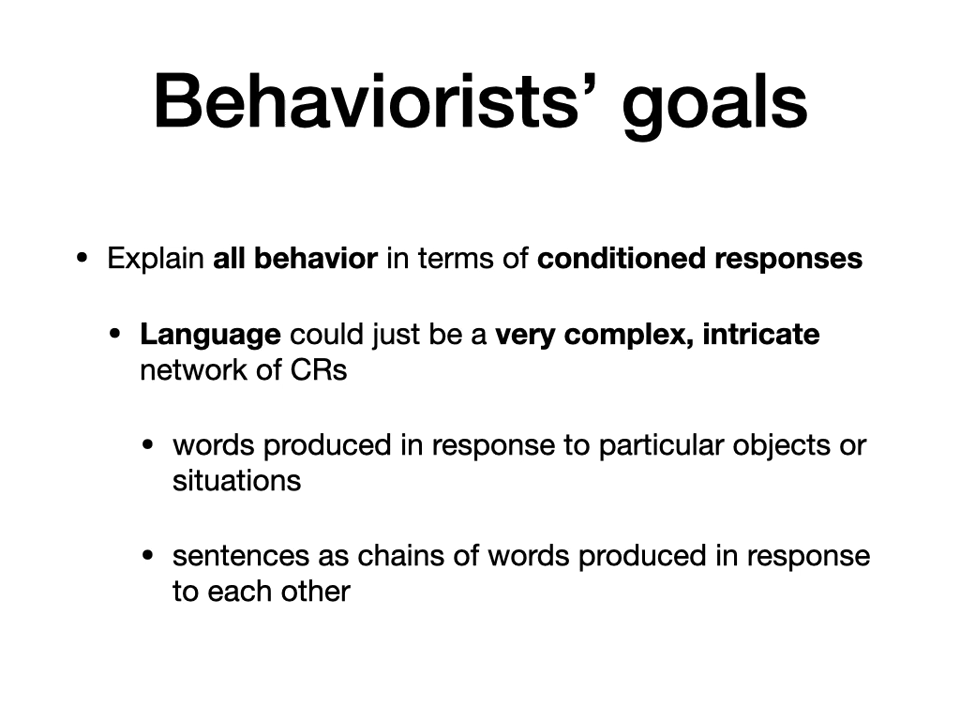 Behaviorists’ goals
• Explain all behavior in terms of conditioned responses
• Language could just be a very complex, intricate
network of CRs
• words produced in response to particular objects or
situations
• sentences as chains of words produced in response
to each other